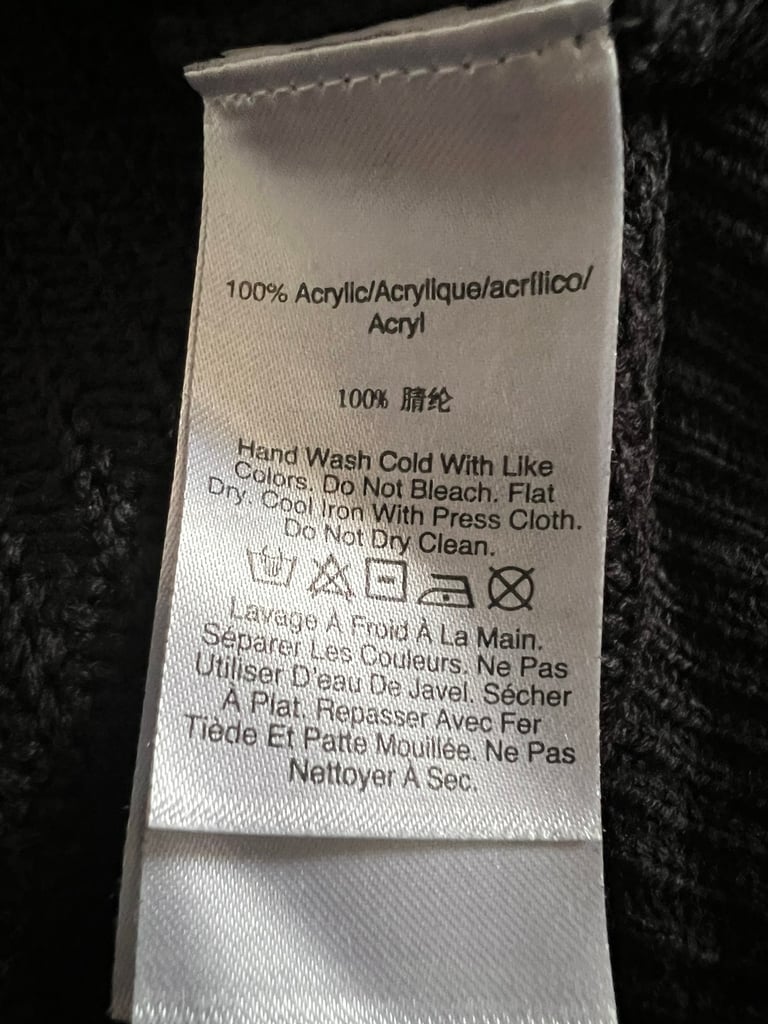 100% Acrylic/Acrylique/acrílico/
Acryl
100% 腈纶
Hand Wash Cold With Like
Colors. Do Not Bleach. Flat
Dry. Cool Iron With Press Cloth.
Do Not Dry Clean.
Lavage À Froid À La Main.
Séparer Les Couleurs. Ne Pas
Utiliser D'eau De Javel. Sécher
À Plat. Repasser Avec Fer
Tiède Et Patte Mouillée. Ne Pas
Nettoyer À Sec.